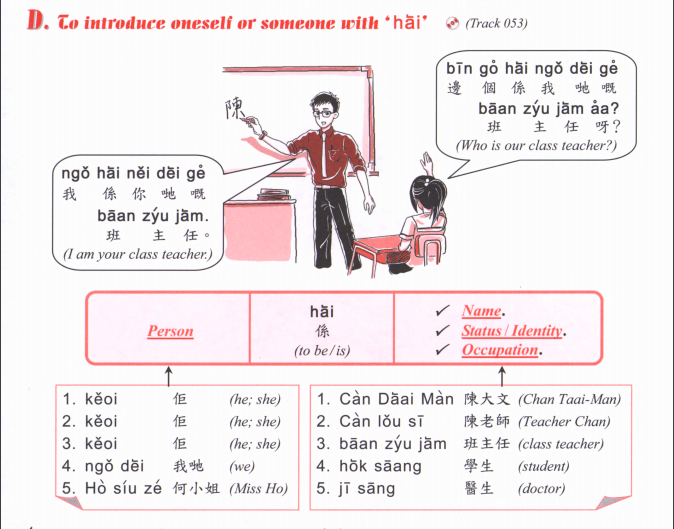 D. To introduce oneself or someone with ‘hāi’ (Track 053)
陳
bīn gỏ hāi ngǒ dēi gẻ
邊 個 係 我 哋 嘅
bāan zýu jām åa?
班 主 任 呀?
(Who is our class teacher?)
ngǒ hāi něi dēi gẻ
我 係 你 哋 嘅
bāan zýu jām.
班 主 任。
(I am your class teacher.)
Person
hāi
係
(to be/is)
✓ Name.
✓ Status / Identity.
✓ Occupation.
1. kěoi 佢 (he; she)
2. kěoi 佢 (he; she)
3. kěoi 佢 (he; she)
4. ngǒ dēi 我哋 (we)
5. Hò síu zé 何小姐 (Miss Ho)
1. Càn Dāai Màn 陳大文 (Chan Taai-Man)
2. Càn lǒu sī 陳老師 (Teacher Chan)
3. bāan zýu jām 班主任 (class teacher)
4. hōk sāang 學生 (student)
5. jī sāng 醫生 (doctor)